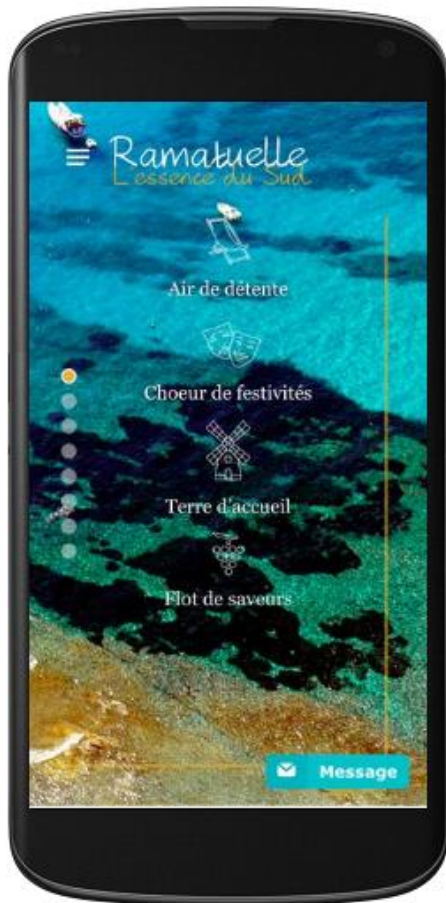 Ramatuelle
L'essence du Sud
Air de détente
Choeur de festivités
Terre d'accueil
Flot de saveurs
Message